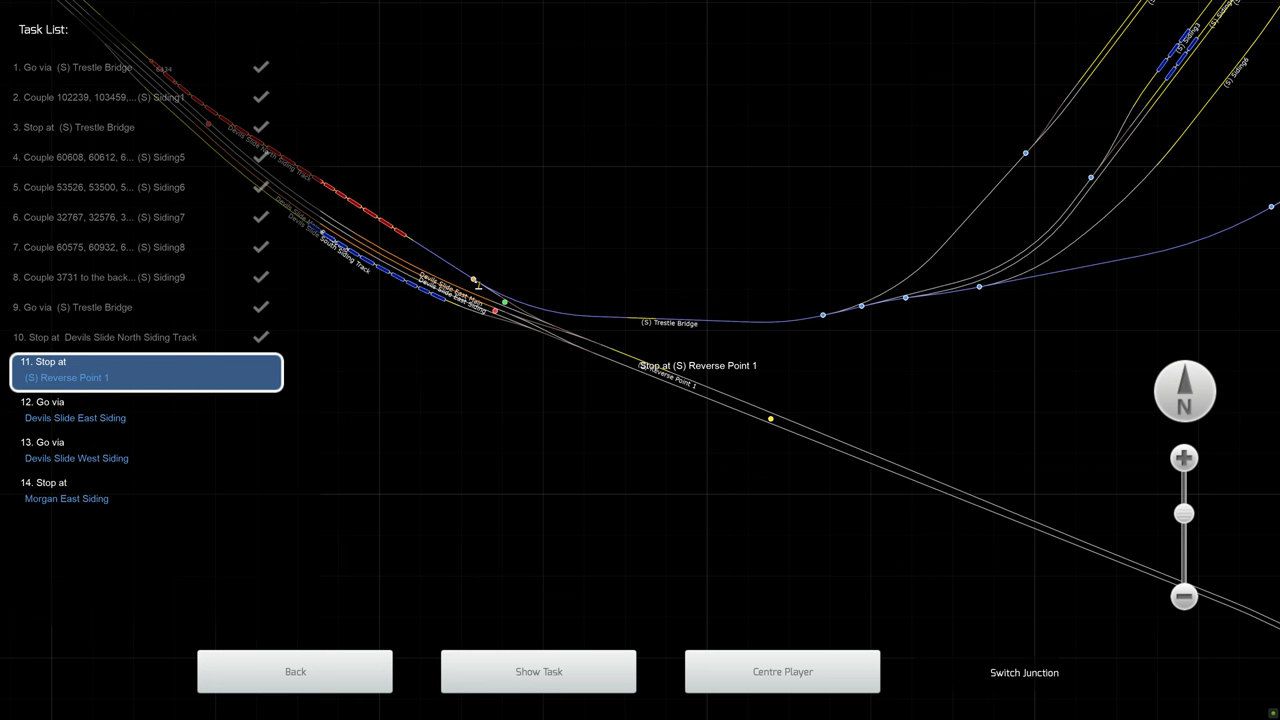 Task List:
1. Go via (S) Trestle Bridge
6434
2. Couple 102239, 103459,... (S) Siding1
3. Stop at (S) Trestle Bridge
4. Couple 60608, 60612, 6... (S) Siding5
5. Couple 53526, 53500, 5... (S) Siding6
6. Couple 32767, 32576, 3... (S) Siding7
7. Couple 60575, 60932, 6... (S) Siding8
8. Couple 3731 to the back... (S) Siding9
9. Go via (S) Trestle Bridge
10. Stop at Devils Slide North Siding Track
11. Stop at
(S) Reverse Point 1
12. Go via
Devils Slide East Siding
13. Go via
Devils Slide West Siding
14. Stop at
Morgan East Siding
Devils Slide North Siding Track
Devils Slide
South Siding Track
Devils Slide East Main
Devils Slide East Siding
(S) Trestle Bridge
Stop at (S) Reverse Point 1
Reverse Point 1
(S) Siding3
(S) Siding6
N
Back
Show Task
Centre Player
Switch Junction